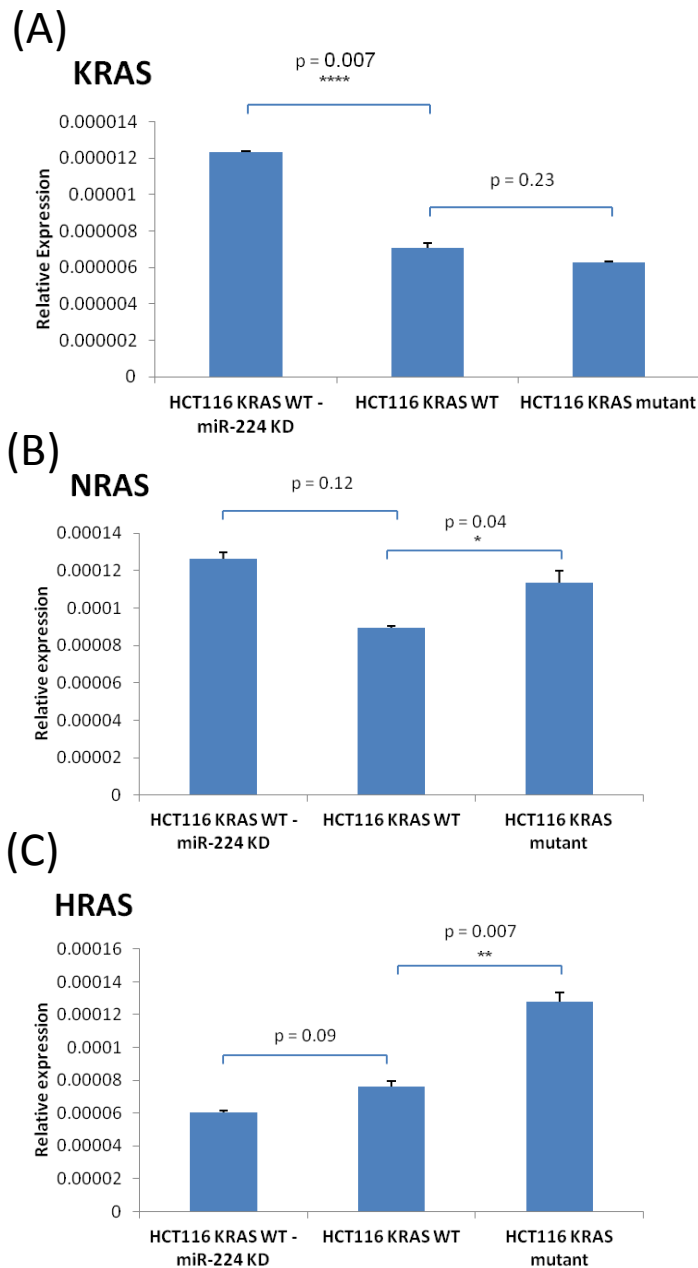 (A)
KRAS
p = 0.007
****
p = 0.23
Relative Expression
0.000014
0.000012
0.00001
0.000008
0.000006
0.000004
0.000002
0
HCT116 KRAS WT -
miR-224 KD
HCT116 KRAS WT
HCT116 KRAS mutant
(B)
NRAS
p = 0.12
p = 0.04
*
Relative expression
0.00014
0.00012
0.0001
0.00008
0.00006
0.00004
0.00002
0
HCT116 KRAS WT -
miR-224 KD
HCT116 KRAS WT
HCT116 KRAS
mutant
(C)
HRAS
p = 0.007
**
p = 0.09
Relative expression
0.00016
0.00014
0.00012
0.0001
0.00008
0.00006
0.00004
0.00002
0
HCT116 KRAS WT -
miR-224 KD
HCT116 KRAS WT
HCT116 KRAS
mutant